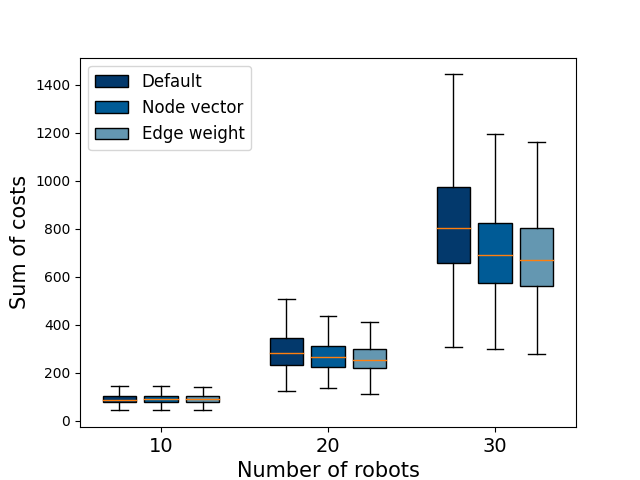 Default
Node vector
Edge weight
1400
1200
1000
800
600
400
200
0
Sum of costs
10 20 30
Number of robots